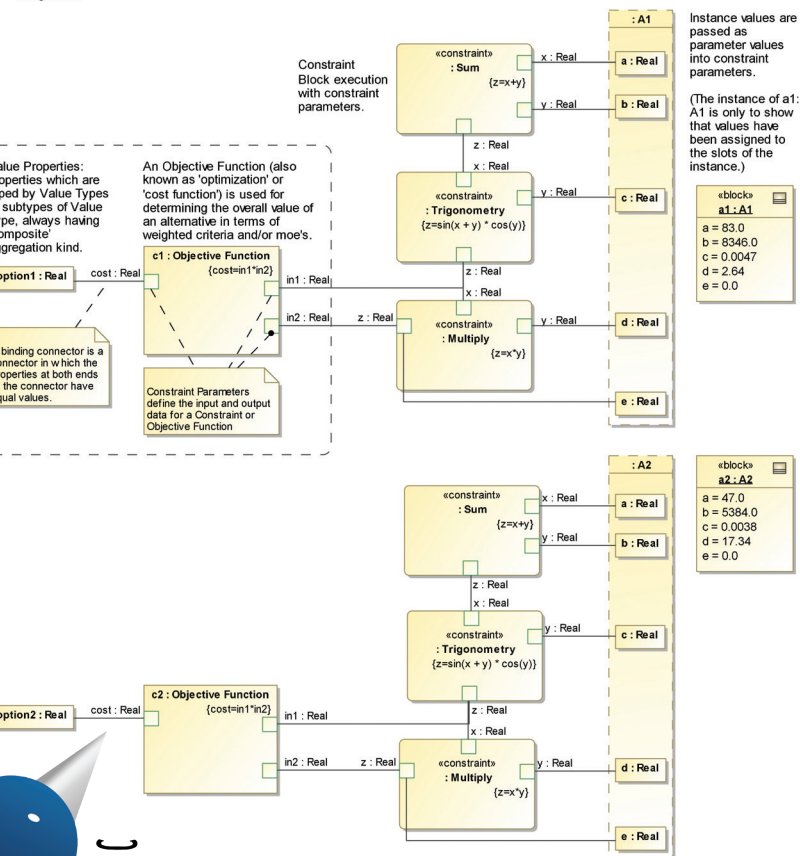 : A1
Instance values are
passed as
parameter values
into constraint
parameters.
(The instance of a1:
A1 is only to show
that values have
been assigned to
the slots of the
instance.)
Constraint
Block execution
with constraint
parameters.
«constraint»
: Sum
{z=x+y}
x : Real
a : Real
y : Real
b : Real
z : Real
x : Real
Value Properties:
which are
by Value Types
subtypes of Value
always having
kind.
An Objective Function (also
known as 'optimization' or
'cost function') is used for
determining the overall value of
an alternative in terms of
weighted criteria and/or moe's.
«constraint»
: Trigonometry
{z=sin(x + y) * cos(y)}
y : Real
c : Real
«block»
a1 : A1
a = 83.0
b = 8346.0
c = 0.0047
d = 2.64
e = 0.0
option1 : Real
cost : Real
c1 : Objective Function
{cost=in1*in2}
in1 : Real
in2 : Real
z : Real
x : Real
z : Real
«constraint»
: Multiply
{z=x*y}
y : Real
d : Real
e : Real
binding connector is a
connector in which the
properties at both ends
the connector have
equal values.
Constraint Parameters
define the input and output
data for a Constraint or
Objective Function
: A2
«block»
a2 : A2
a = 47.0
b = 5384.0
c = 0.0038
d = 17.34
e = 0.0
«constraint»
: Sum
{z=x+y}
x : Real
a : Real
y : Real
b : Real
z : Real
x : Real
«constraint»
: Trigonometry
{z=sin(x + y) * cos(y)}
y : Real
c : Real
option2 : Real
cost : Real
c2 : Objective Function
{cost=in1*in2}
in1 : Real
in2 : Real
z : Real
x : Real
z : Real
«constraint»
: Multiply
{z=x*y}
y : Real
d : Real
e : Real